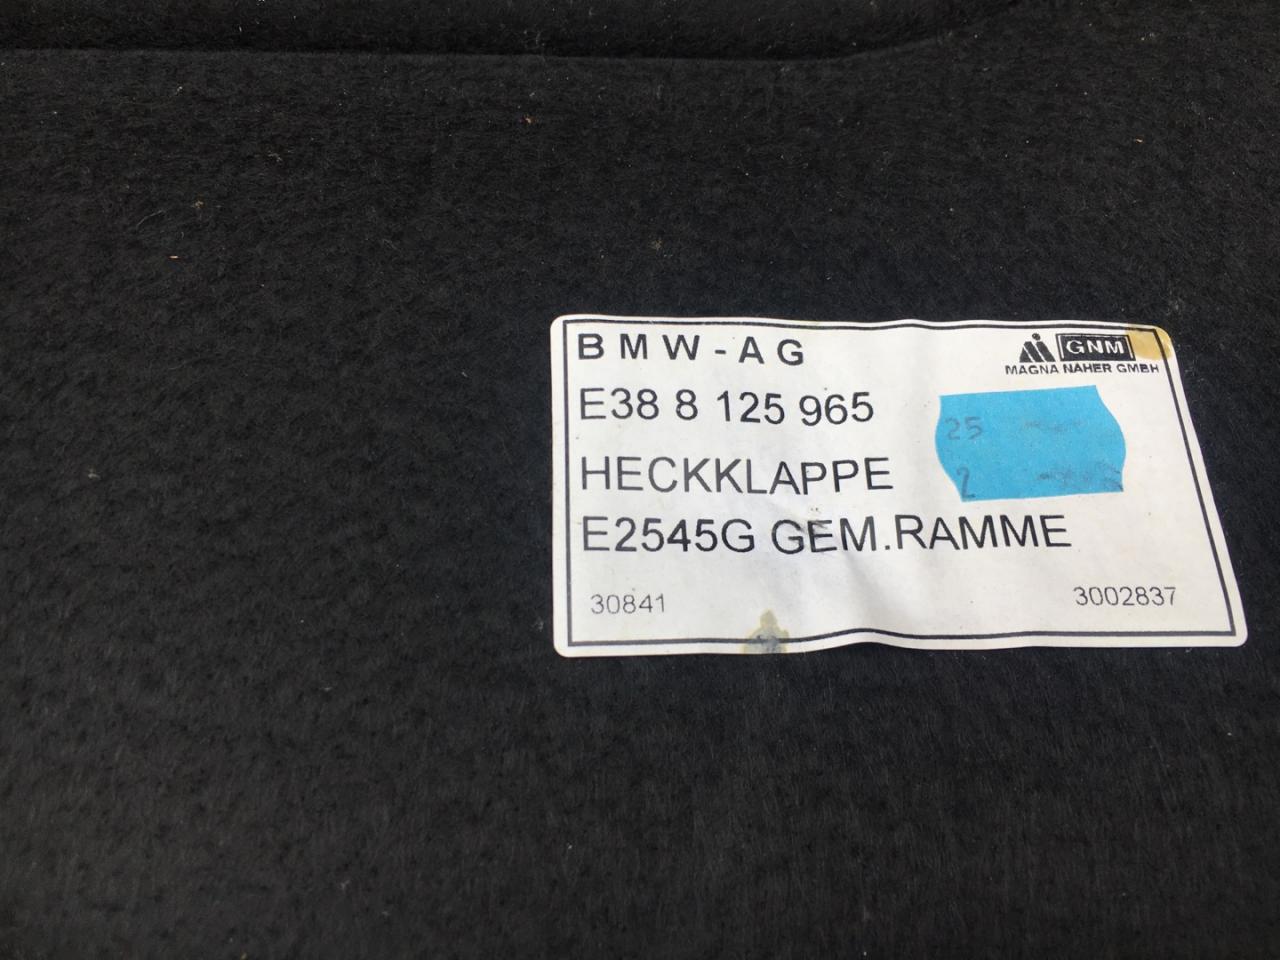 BMW-AG
GNM
MAGNA NAHER GMBH
E38 8 125 965
25
HECKKLAPPE
2
E2545G GEM.RAMME
30841
3002837